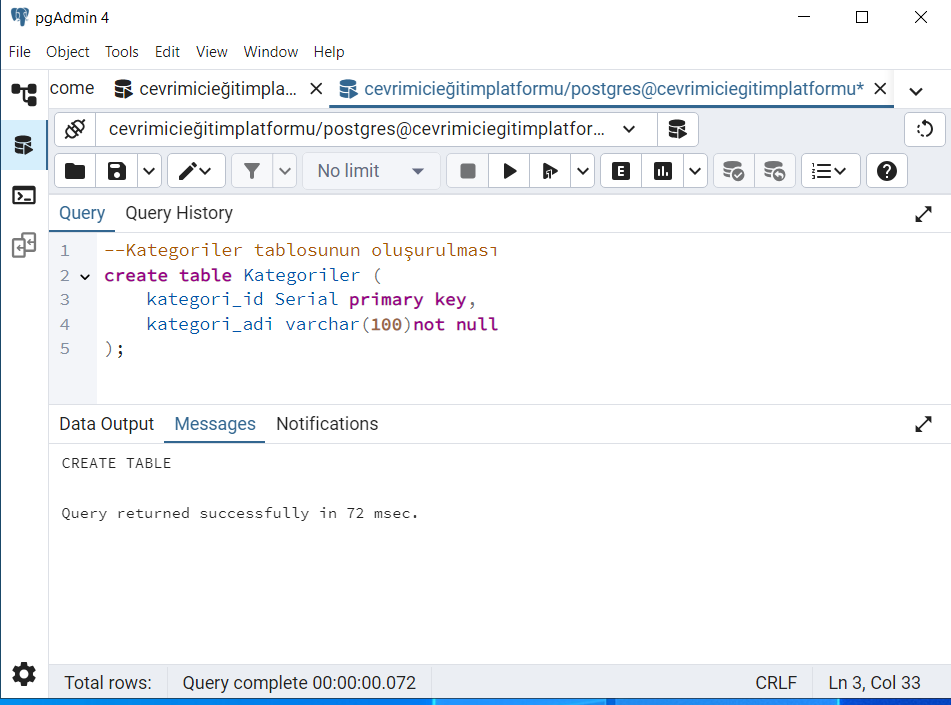 pgAdmin 4
File Object Tools Edit View Window Help
come cevrimicieğitimpla... cevrimicieğitimplatformu/postgres@cevrimiciegitimplatformu*
cevrimicieğitimplatformu/postgres@cevrimiciegitimplatfor...
No limit
E
Query Query History
1 --Kategoriler tablosunun oluşurulması
2 create table Kategoriler (
3 kategori_id Serial primary key,
4 kategori_adi varchar(100)not null
5 );
Data Output Messages Notifications
CREATE TABLE
Query returned successfully in 72 msec.
Total rows: Query complete 00:00:00.072 CRLF Ln 3, Col 33